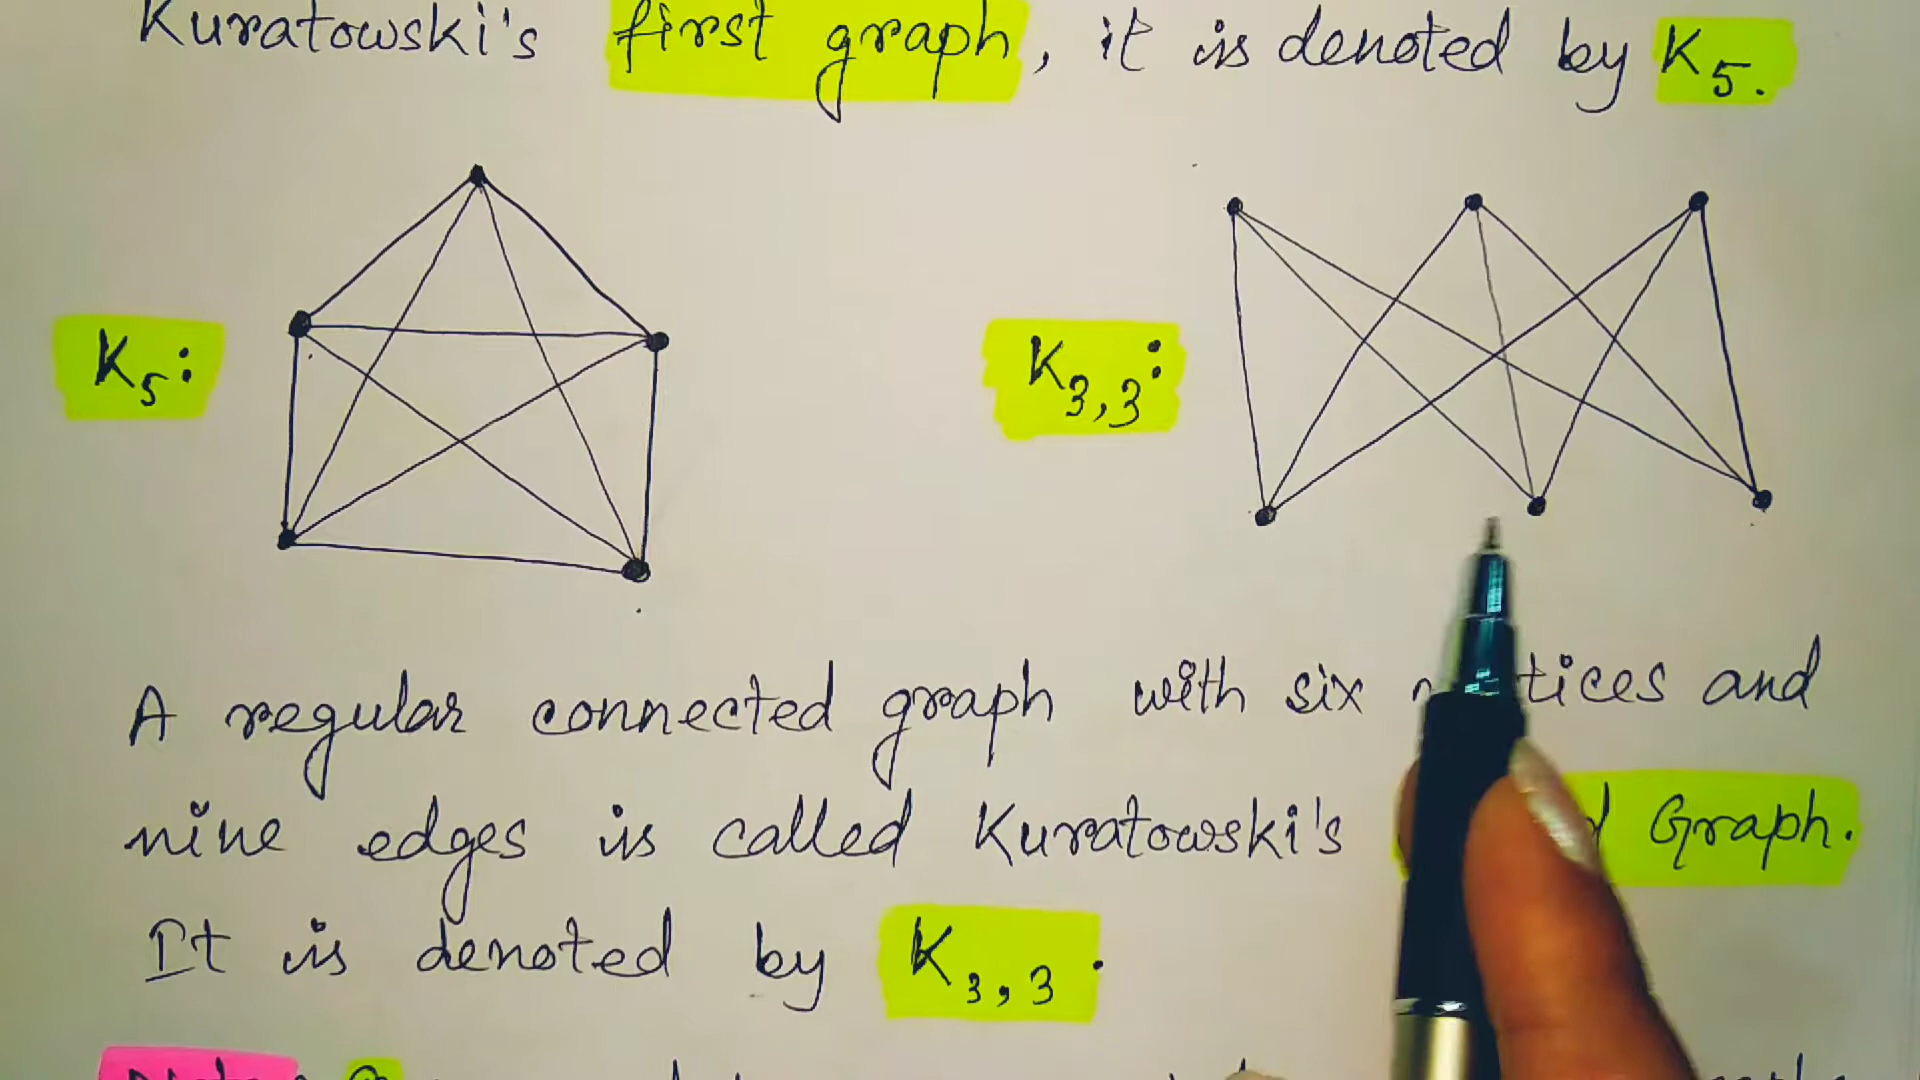 Kuratowski's first graph, it is denoted by K5.
K5:
K3,3:
A regular connected graph with six and
nine edges is called Kuratowski's Graph.
It is denoted by K3,3.